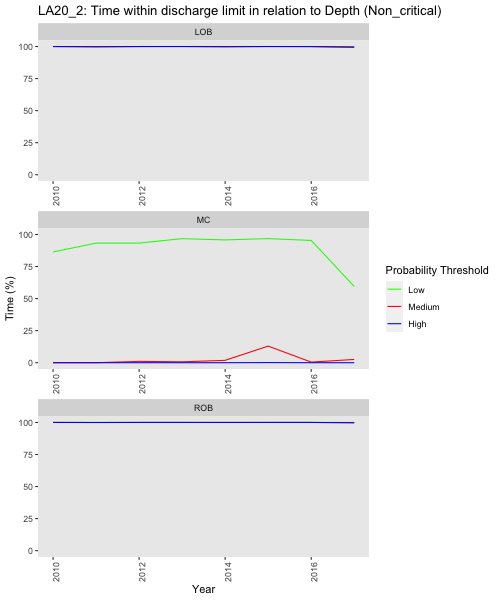 LA20_2: Time within discharge limit in relation to Depth (Non_critical)
LOB
100
75
50
25
0
2010
2012
2014
2016
MC
100
75
50
25
0
2010
2012
2014
2016
ROB
100
75
50
25
0
2010
2012
2014
2016
Time (%)
Year
Probability Threshold
Low
Medium
High